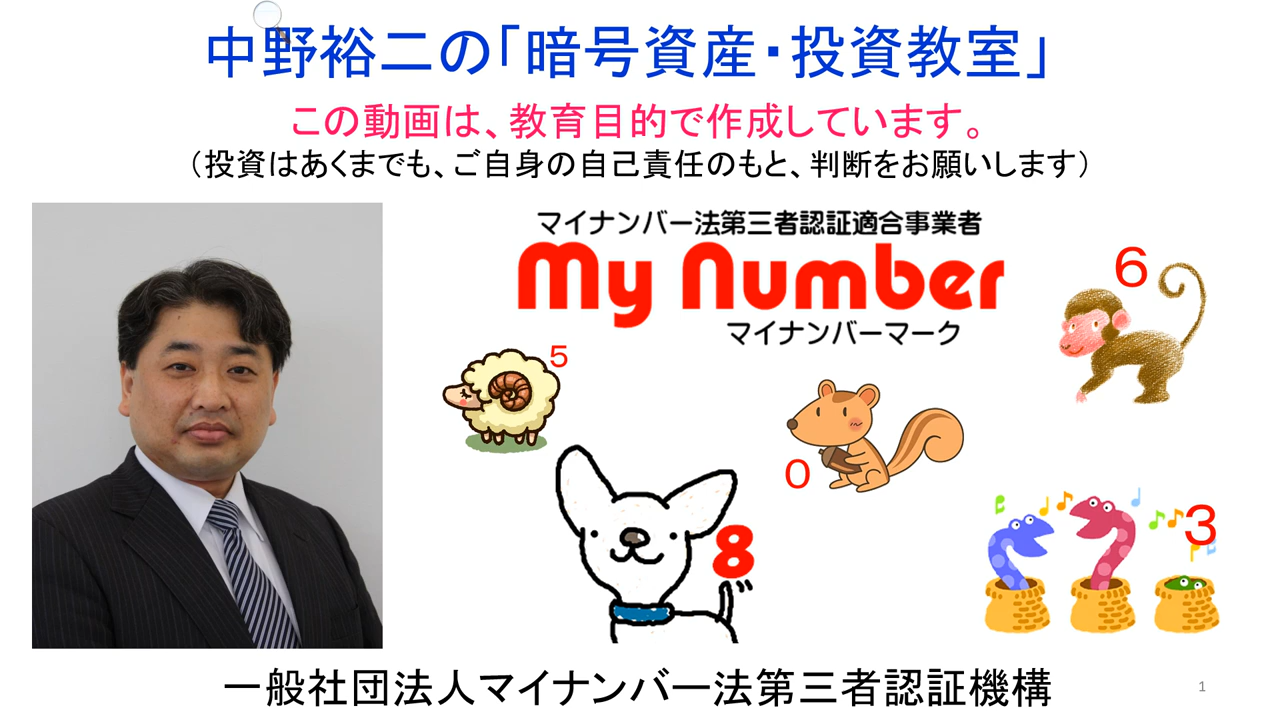 中野裕二の「暗号資産・投資教室」
この動画は、教育目的で作成しています。
（投資はあくまでも、ご自身の自己責任のもと、判断をお願いします）
マイナンバー法第三者認証適合事業者
My Number
マイナンバーマーク
6
5
0
8
3
一般社団法人マイナンバー法第三者認証機構
1